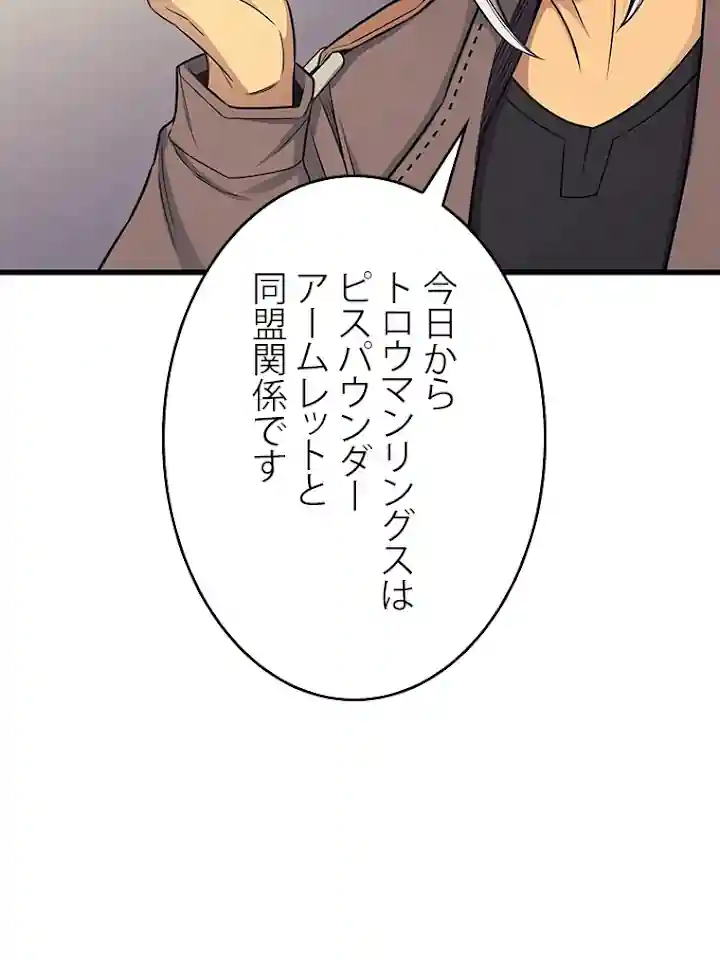 今日から
トロウマンリングスは
ピスパウンダー
アームレットと
同盟関係です